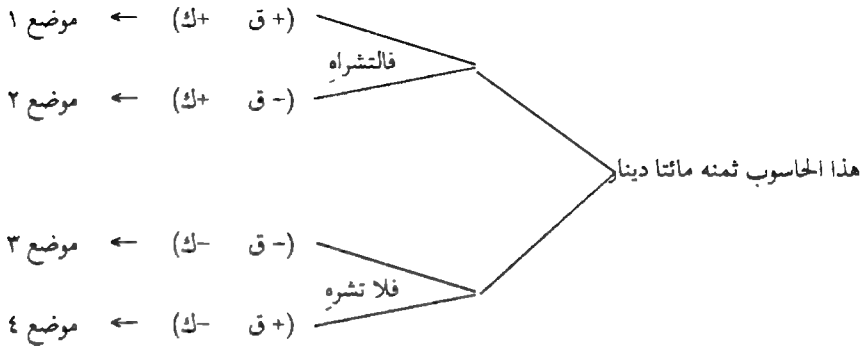 (+ ق +ك) ← موضع ١
فالتشراهِ
(- ق +ك) ← موضع ٢
هذا الحاسوب ثمنه مائتا دينار
(- ق -ك) ← موضع ٣
فلا تشرهِ
(+ ق -ك) ← موضع ٤